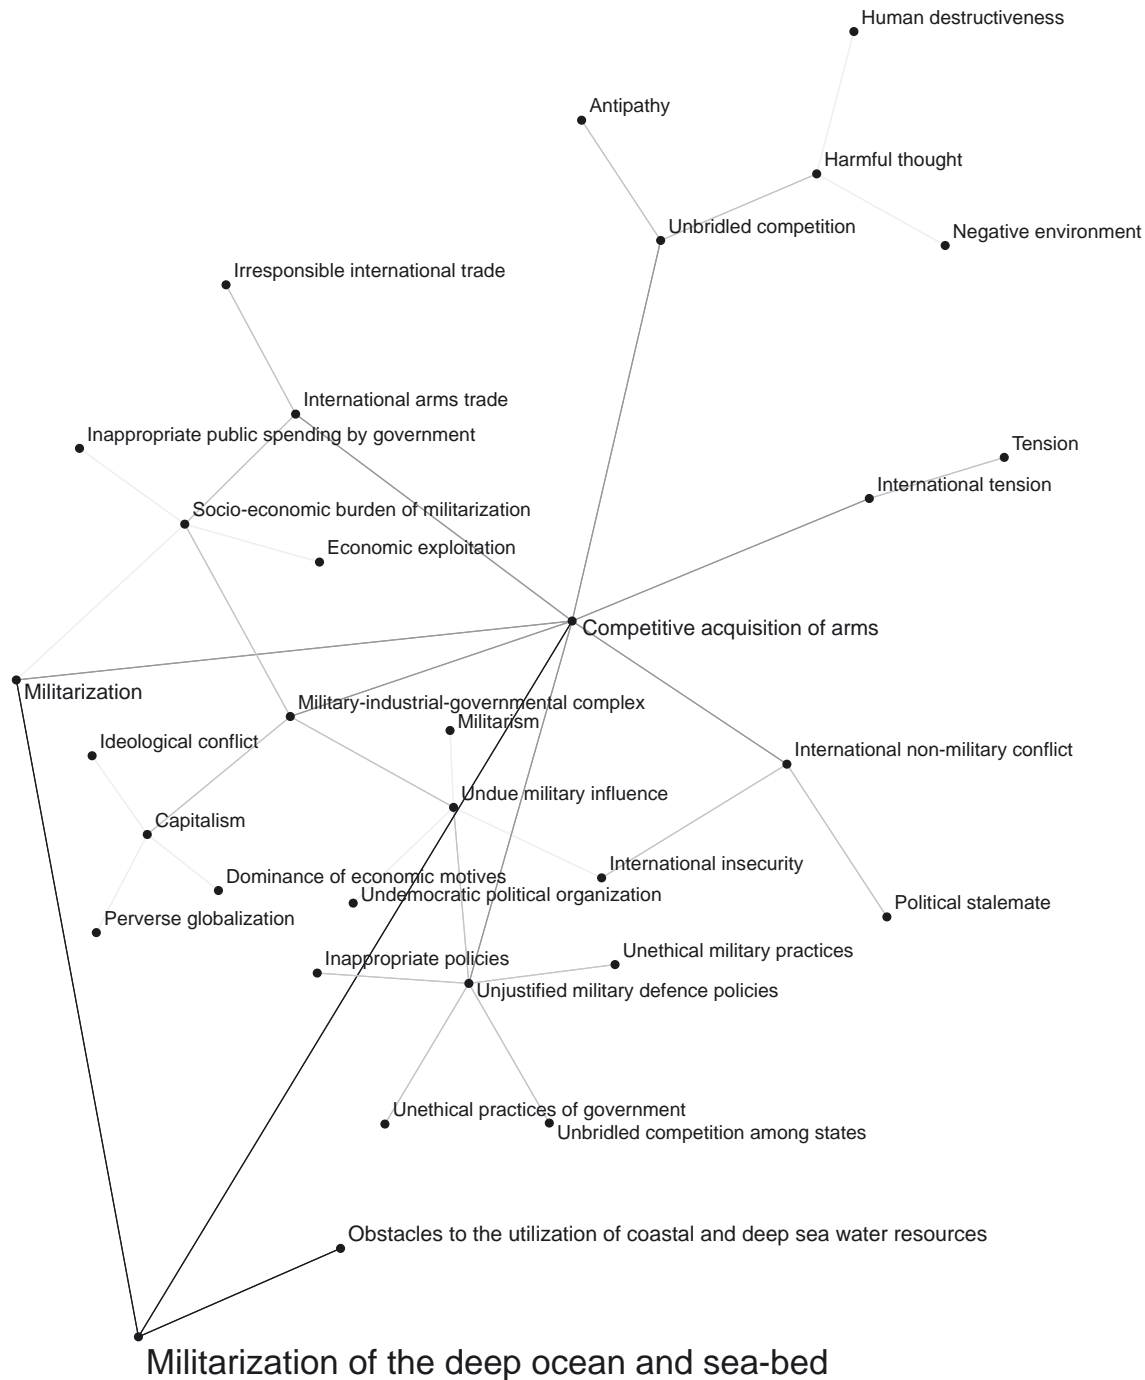 Human destructiveness
Antipathy
Harmful thought
Unbridled competition
Negative environment
Irresponsible international trade
International arms trade
Inappropriate public spending by government
Tension
International tension
Socio-economic burden of militarization
Economic exploitation
Competitive acquisition of arms
Militarization
Military-industrial-governmental complex
Militarism
Ideological conflict
International non-military conflict
Undue military influence
Capitalism
International insecurity
Dominance of economic motives
Undemocratic political organization
Political stalemate
Perverse globalization
Unethical military practices
Inappropriate policies
Unjustified military defence policies
Unethical practices of government
Unbridled competition among states
Obstacles to the utilization of coastal and deep sea water resources
Militarization of the deep ocean and sea-bed